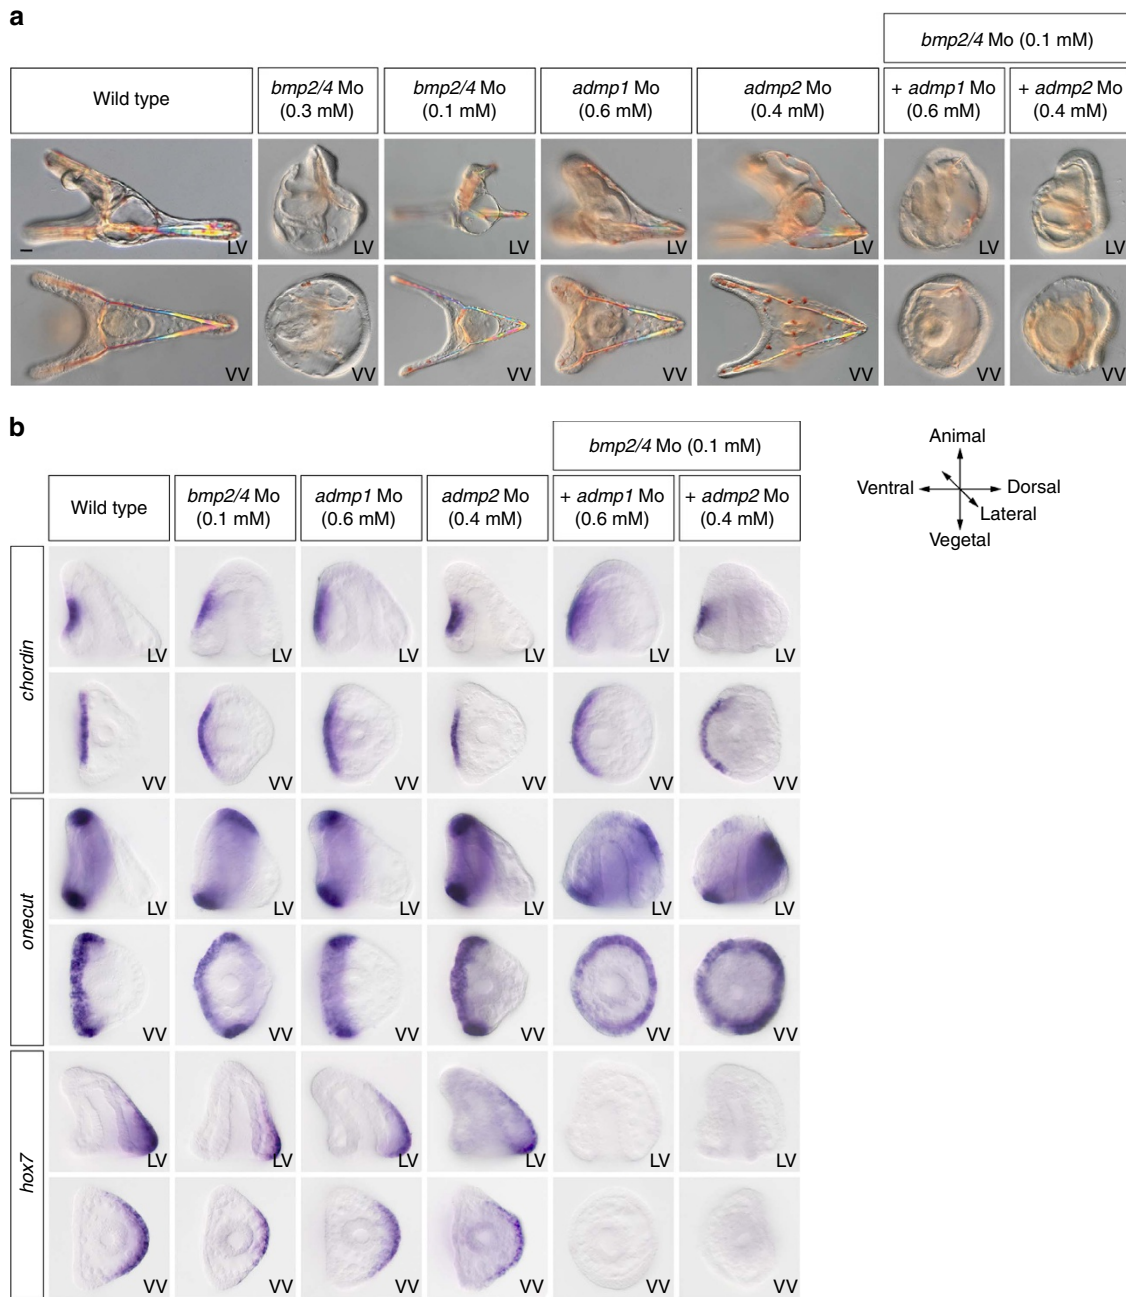 a
bmp2/4 Mo (0.1 mM)
Wild type
bmp2/4 Mo
(0.3 mM)
bmp2/4 Mo
(0.1 mM)
admp1 Mo
(0.6 mM)
admp2 Mo
(0.4 mM)
+ admp1 Mo
(0.6 mM)
+ admp2 Mo
(0.4 mM)
LV LV LV LV LV LV LV
VV VV VV VV VV VV VV
b
bmp2/4 Mo (0.1 mM)
Wild type
bmp2/4 Mo
(0.1 mM)
admp1 Mo
(0.6 mM)
admp2 Mo
(0.4 mM)
+ admp1 Mo
(0.6 mM)
+ admp2 Mo
(0.4 mM)
Animal
Ventral
Dorsal
Lateral
Vegetal
chordin
LV LV LV LV LV LV
VV VV VV VV VV VV
onecut
LV LV LV LV LV LV
VV VV VV VV VV VV
hox7
LV LV LV LV LV LV
VV VV VV VV VV VV